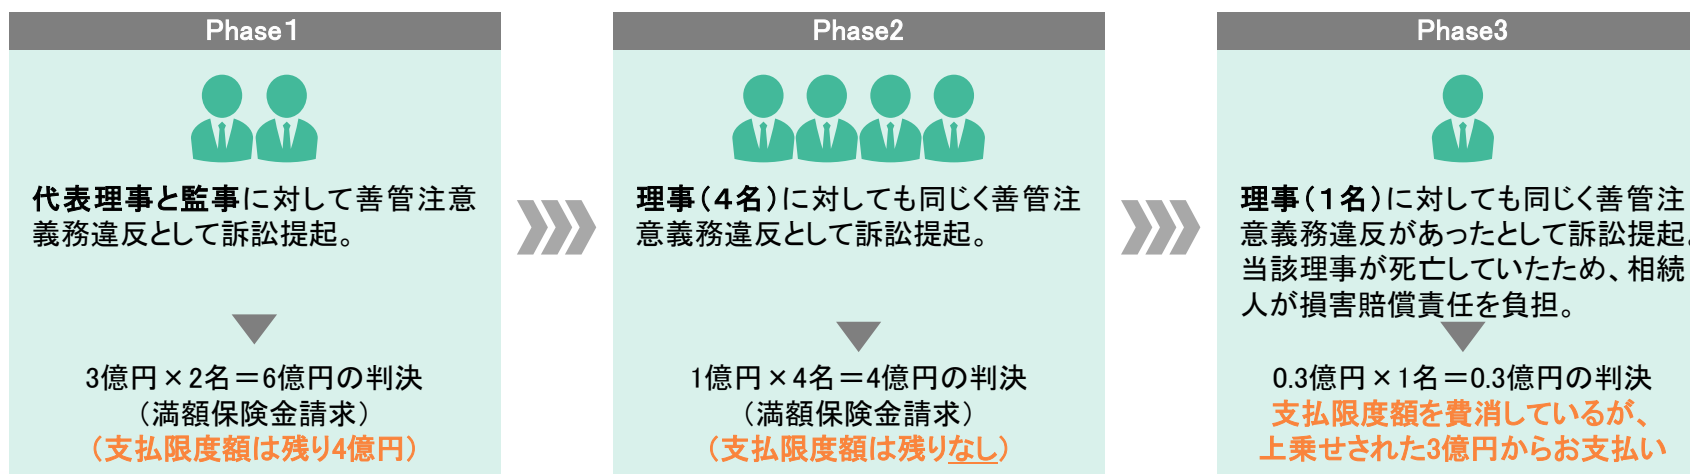 Phase1
代表理事と監事に対して善管注意
義務違反として訴訟提起。
3億円×2名＝6億円の判決
（満額保険金請求）
（支払限度額は残り4億円）
Phase2
理事（4名）に対しても同じく善管注
意義務違反として訴訟提起。
1億円×4名＝4億円の判決
（満額保険金請求）
（支払限度額は残りなし）
Phase3
理事（1名）に対しても同じく善管注
意義務違反があったとして訴訟提起。
当該理事が死亡していたため、相続
人が損害賠償責任を負担。
0.3億円×1名＝0.3億円の判決
支払限度額を費消しているが、
上乗せされた3億円からお支払い